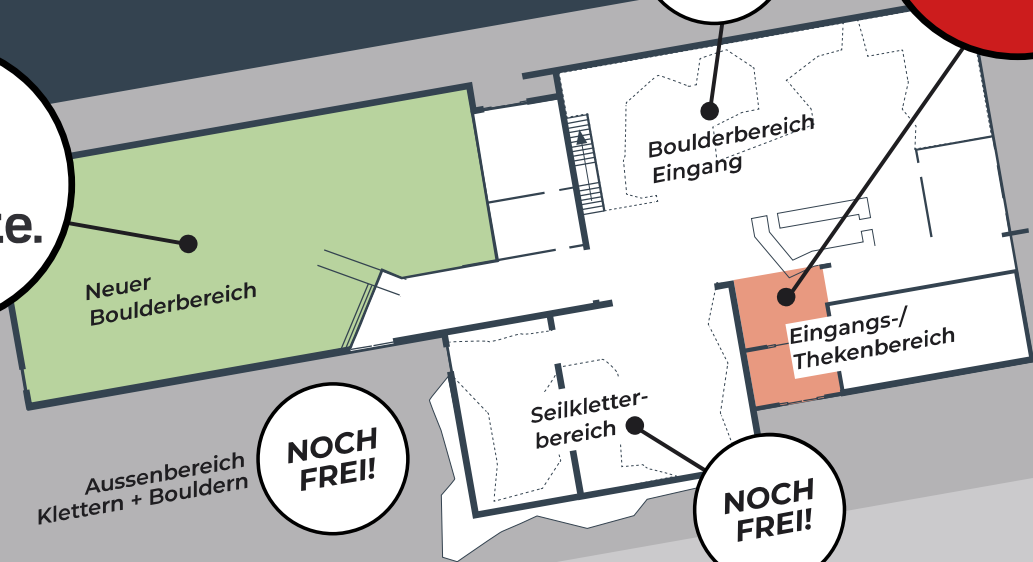 Boulderbereich
Eingang
Neuer
Boulderbereich
Eingangs-/
Thekenbereich
Seilkletter-
bereich
Aussenbereich
Klettern + Bouldern
NOCH
FREI!
NOCH
FREI!